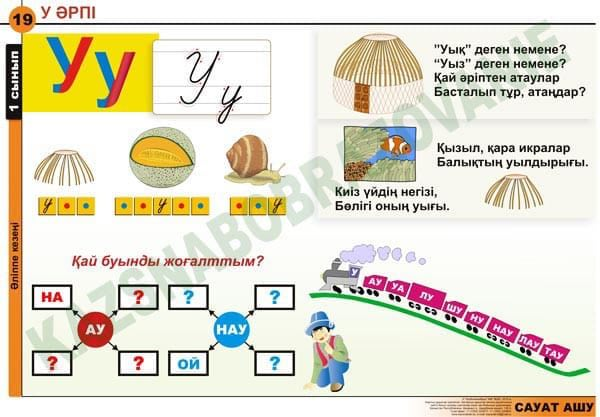 19
У ӘРПІ
1 сынып
Әліппе кезеңі
Уу
Уу
"Уық" деген немене?
"Уыз" деген немене?
Қай әріптен атаулар
Басталып тұр, атаңдар?
Қызыл, қара икралар
Балықтың уылдырығы.
Киіз үйдің негізі,
Бөлігі оның уығы.
У
У
у
Қай буынды жоғалттым?
НА ? ? ?
АУ НАУ
? ? ОЙ ?
У АУ УА ЛУ ШУ НУ НАУ ЛАУ ТАУ
KAZSNABOBRAZOVANIE
САУАТ АШУ